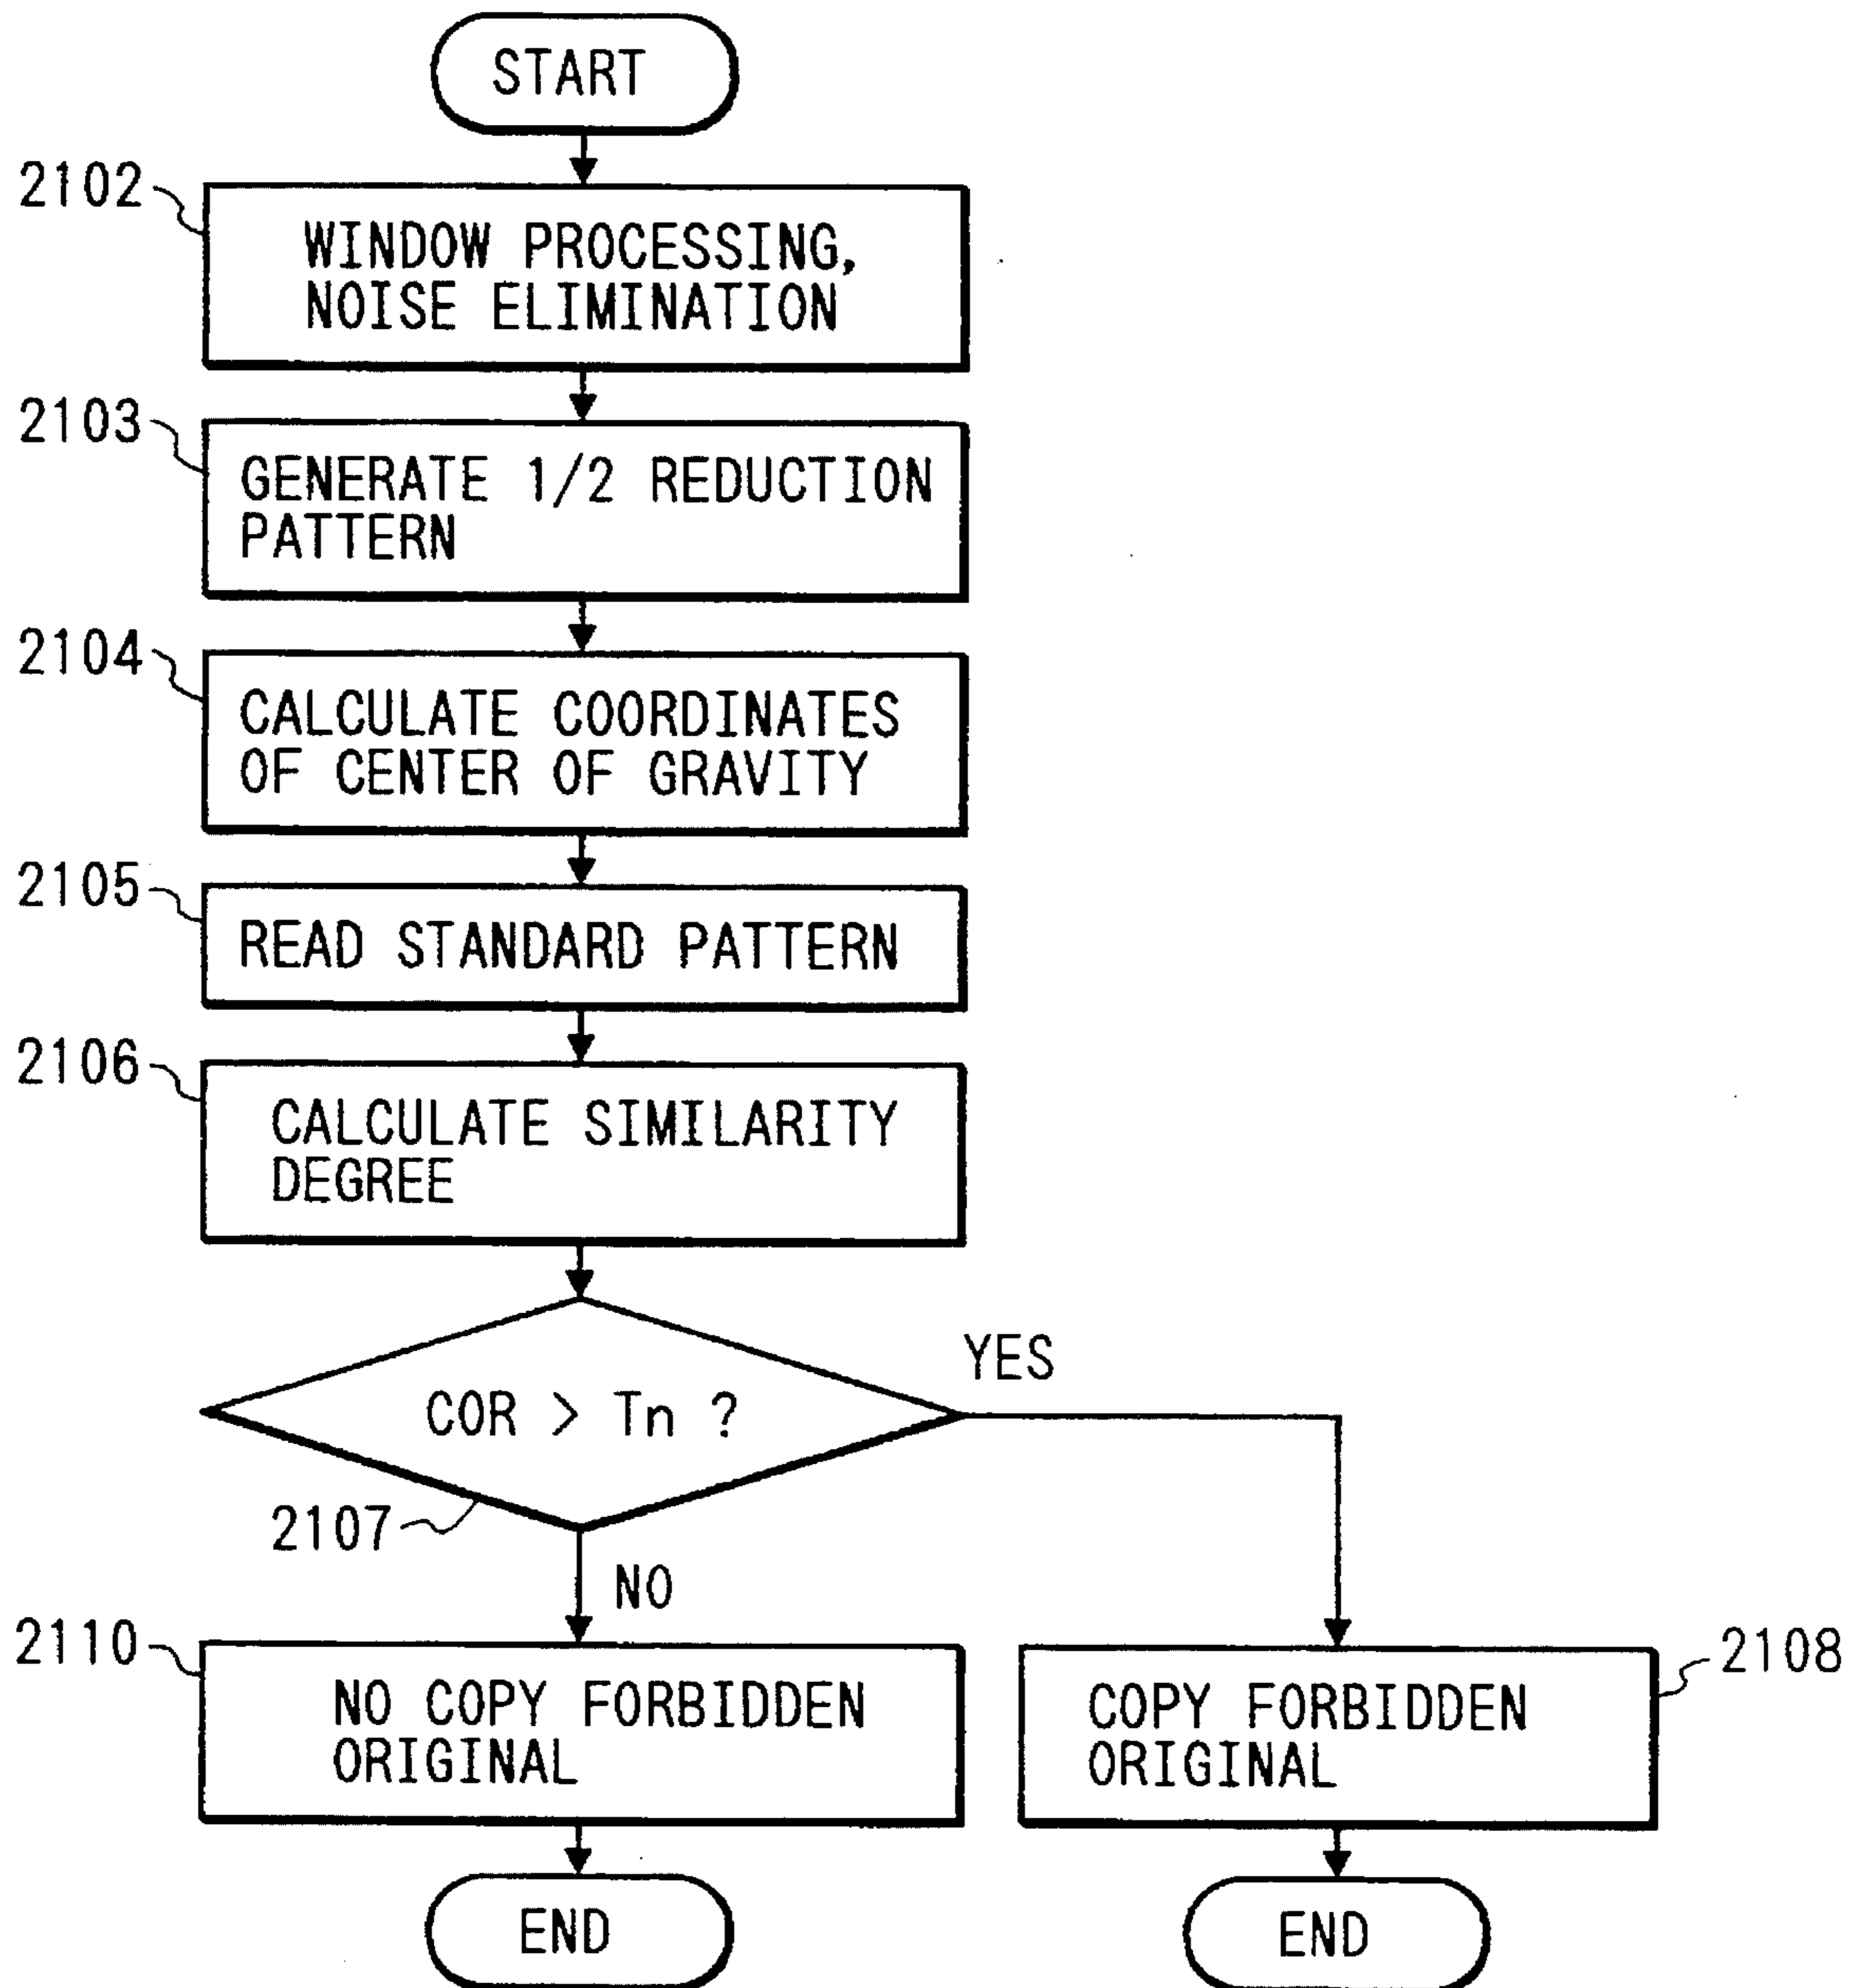 START
2102
WINDOW PROCESSING,
NOISE ELIMINATION
2103
GENERATE 1/2 REDUCTION
PATTERN
2104
CALCULATE COORDINATES
OF CENTER OF GRAVITY
2105
READ STANDARD PATTERN
2106
CALCULATE SIMILARITY
DEGREE
YES
COR > Tn ?
2107
NO
2110
NO COPY FORBIDDEN
ORIGINAL
2108
COPY FORBIDDEN
ORIGINAL
END
END